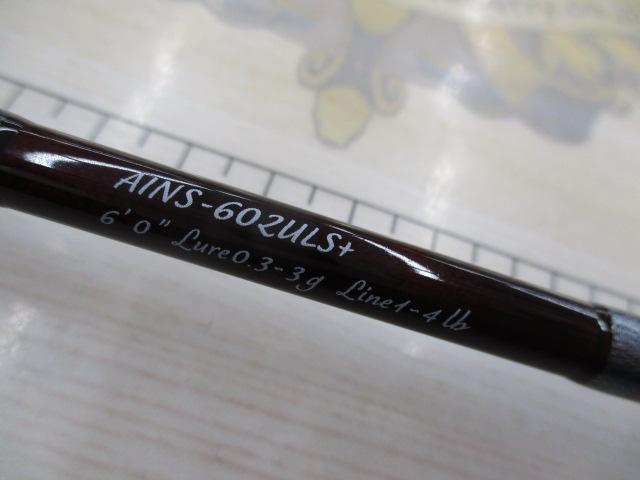 AINS-602ULS+
6'0" Lure0.3-3g Line1-4lb